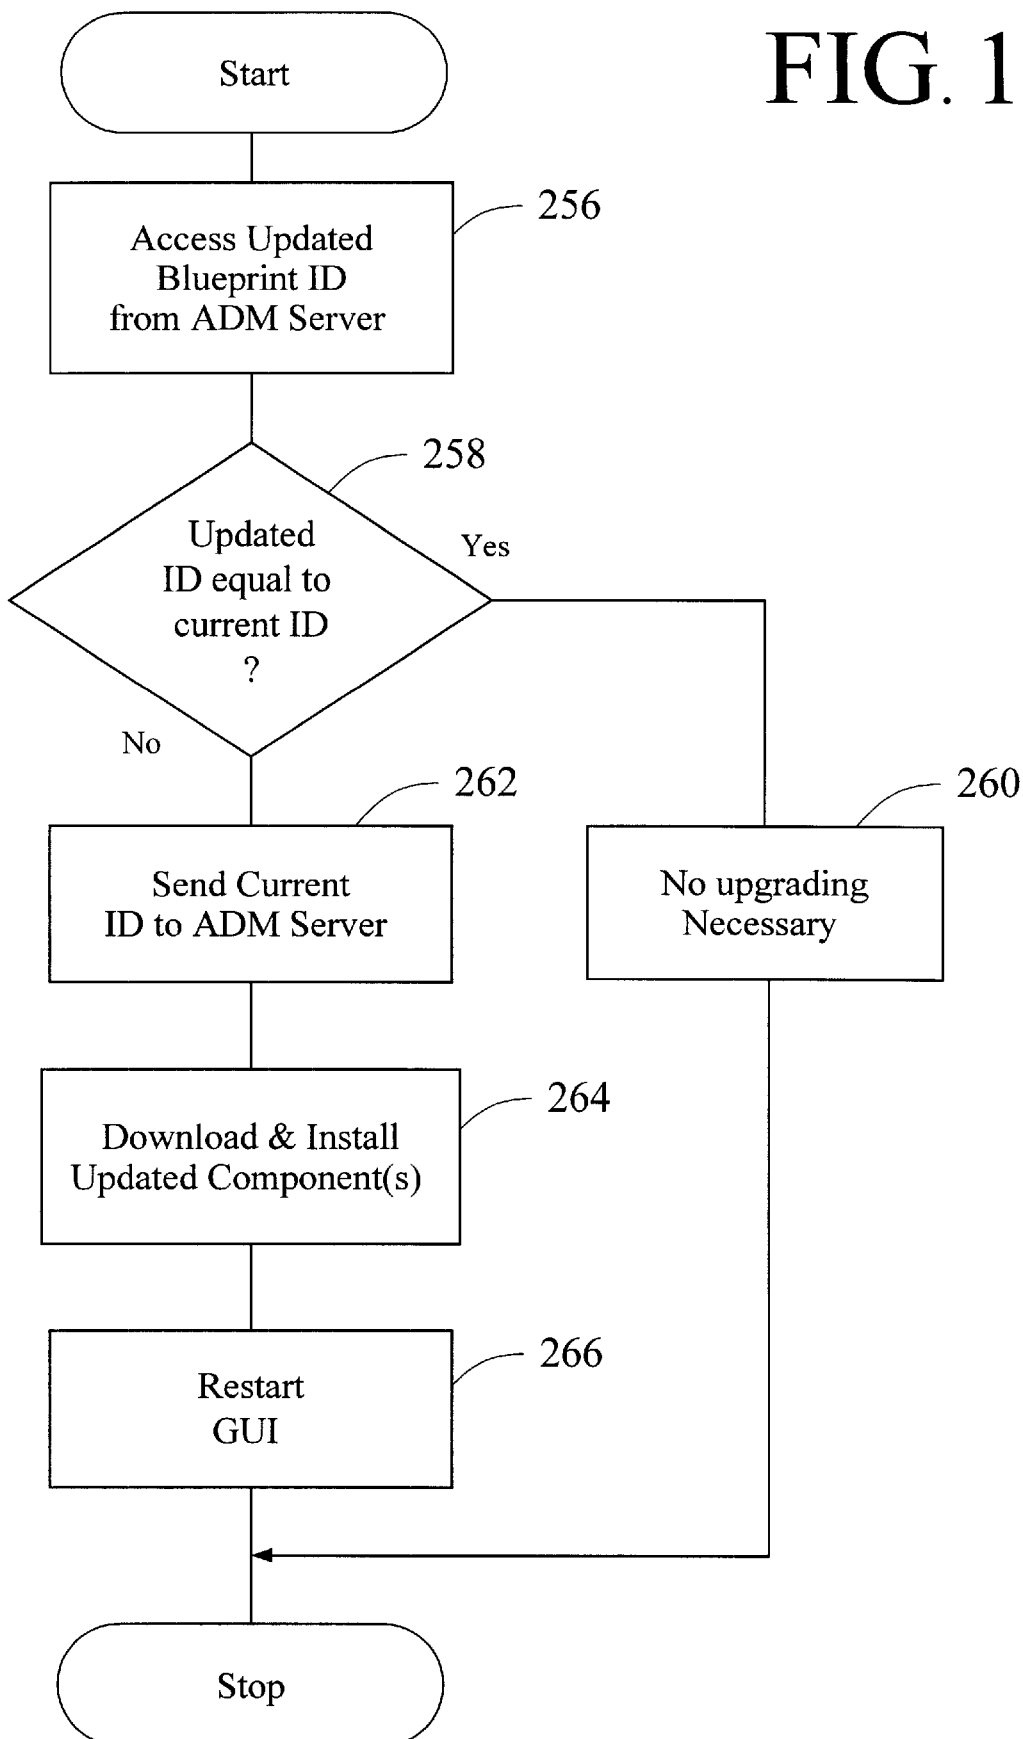 FIG. 1
Start
256
Access Updated
Blueprint ID
from ADM Server
258
Updated
ID equal to
current ID
?
Yes
No
262
260
Send Current
ID to ADM Server
No upgrading
Necessary
264
Download & Install
Updated Component(s)
266
Restart
GUI
Stop